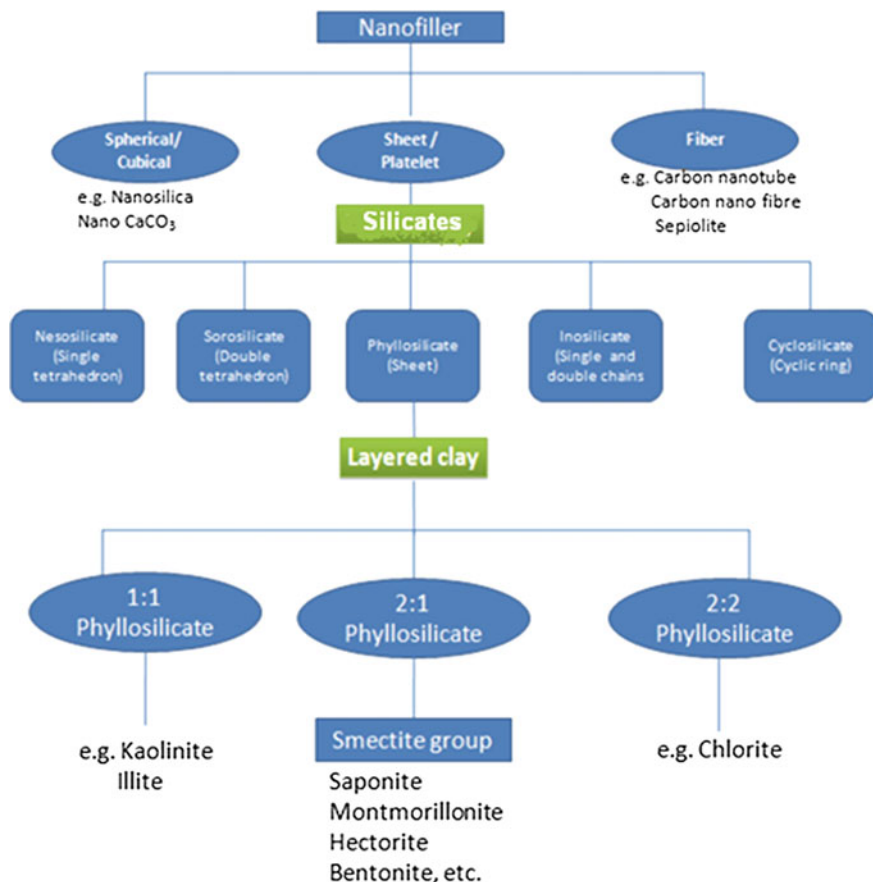 Nanofiller
Spherical/
Cubical
Sheet /
Platelet
Fiber
e.g. Nanosilica
Nano CaCO₃
e.g. Carbon nanotube
Carbon nano fibre
Sepiolite
Silicates
Nesosilicate
(Single
tetrahedron)
Sorosilicate
(Double
tetrahedron)
Phyllosilicate
(Sheet)
Inosilicate
(Single and
double chains
Cyclosilicate
(Cyclic ring)
Layered clay
1:1
Phyllosilicate
2:1
Phyllosilicate
2:2
Phyllosilicate
e.g. Kaolinite
Illite
Smectite group
Saponite
Montmorillonite
Hectorite
Bentonite, etc.
e.g. Chlorite